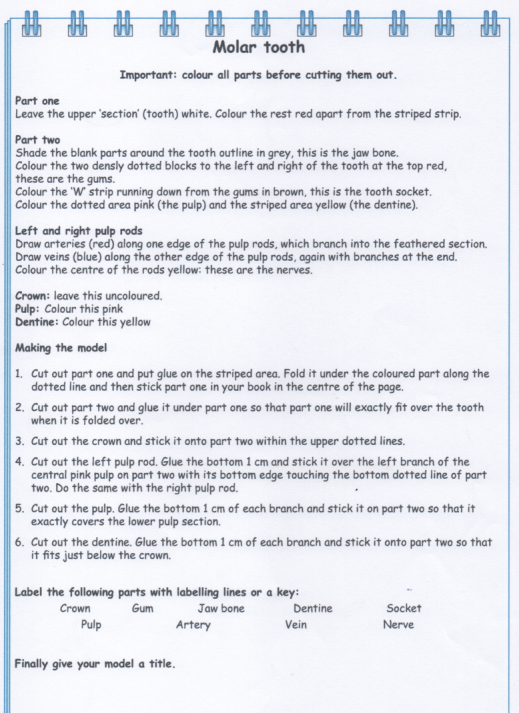 Molar tooth
Important: colour all parts before cutting them out.
Part one
Leave the upper 'section' (tooth) white. Colour the rest red apart from the striped strip.
Part two
Shade the blank parts around the tooth outline in grey, this is the jaw bone.
Colour the two densly dotted blocks to the left and right of the tooth at the top red,
these are the gums.
Colour the 'W' strip running down from the gums in brown, this is the tooth socket.
Colour the dotted area pink (the pulp) and the striped area yellow (the dentine).
Left and right pulp rods
Draw arteries (red) along one edge of the pulp rods, which branch into the feathered section.
Draw veins (blue) along the other edge of the pulp rods, again with branches at the end.
Colour the centre of the rods yellow: these are the nerves.
Crown: leave this uncoloured.
Pulp: Colour this pink
Dentine: Colour this yellow
Making the model
1. Cut out part one and put glue on the striped area. Fold it under the coloured part along the
dotted line and then stick part one in your book in the centre of the page.
2. Cut out part two and glue it under part one so that part one will exactly fit over the tooth
when it is folded over.
3. Cut out the crown and stick it onto part two within the upper dotted lines.
4. Cut out the left pulp rod. Glue the bottom 1 cm and stick it over the left branch of the
central pink pulp on part two with its bottom edge touching the bottom dotted line of part
two. Do the same with the right pulp rod.
5. Cut out the pulp. Glue the bottom 1 cm of each branch and stick it on part two so that it
exactly covers the lower pulp section.
6. Cut out the dentine. Glue the bottom 1 cm of each branch and stick it onto part two so that
it fits just below the crown.
Label the following parts with labelling lines or a key:
Crown Gum Jaw bone Dentine Socket
Pulp Artery Vein Nerve
Finally give your model a title.